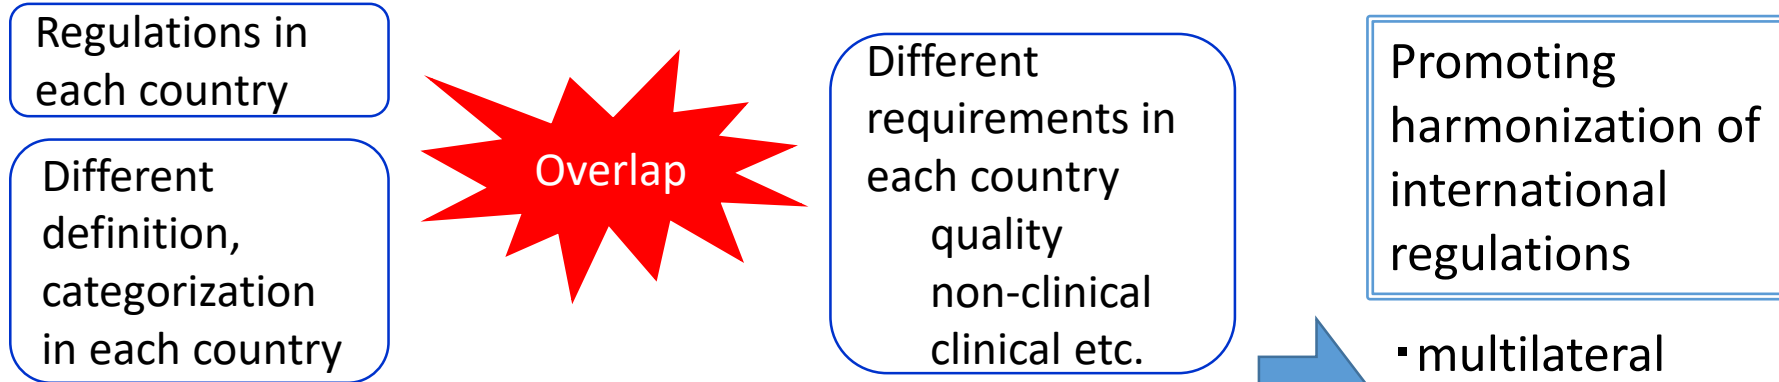 Regulations in
each country
Different
definition,
categorization
in each country
Overlap
Different
requirements in
each country
quality
non-clinical
clinical etc.
Promoting
harmonization of
international
regulations
▪multilateral